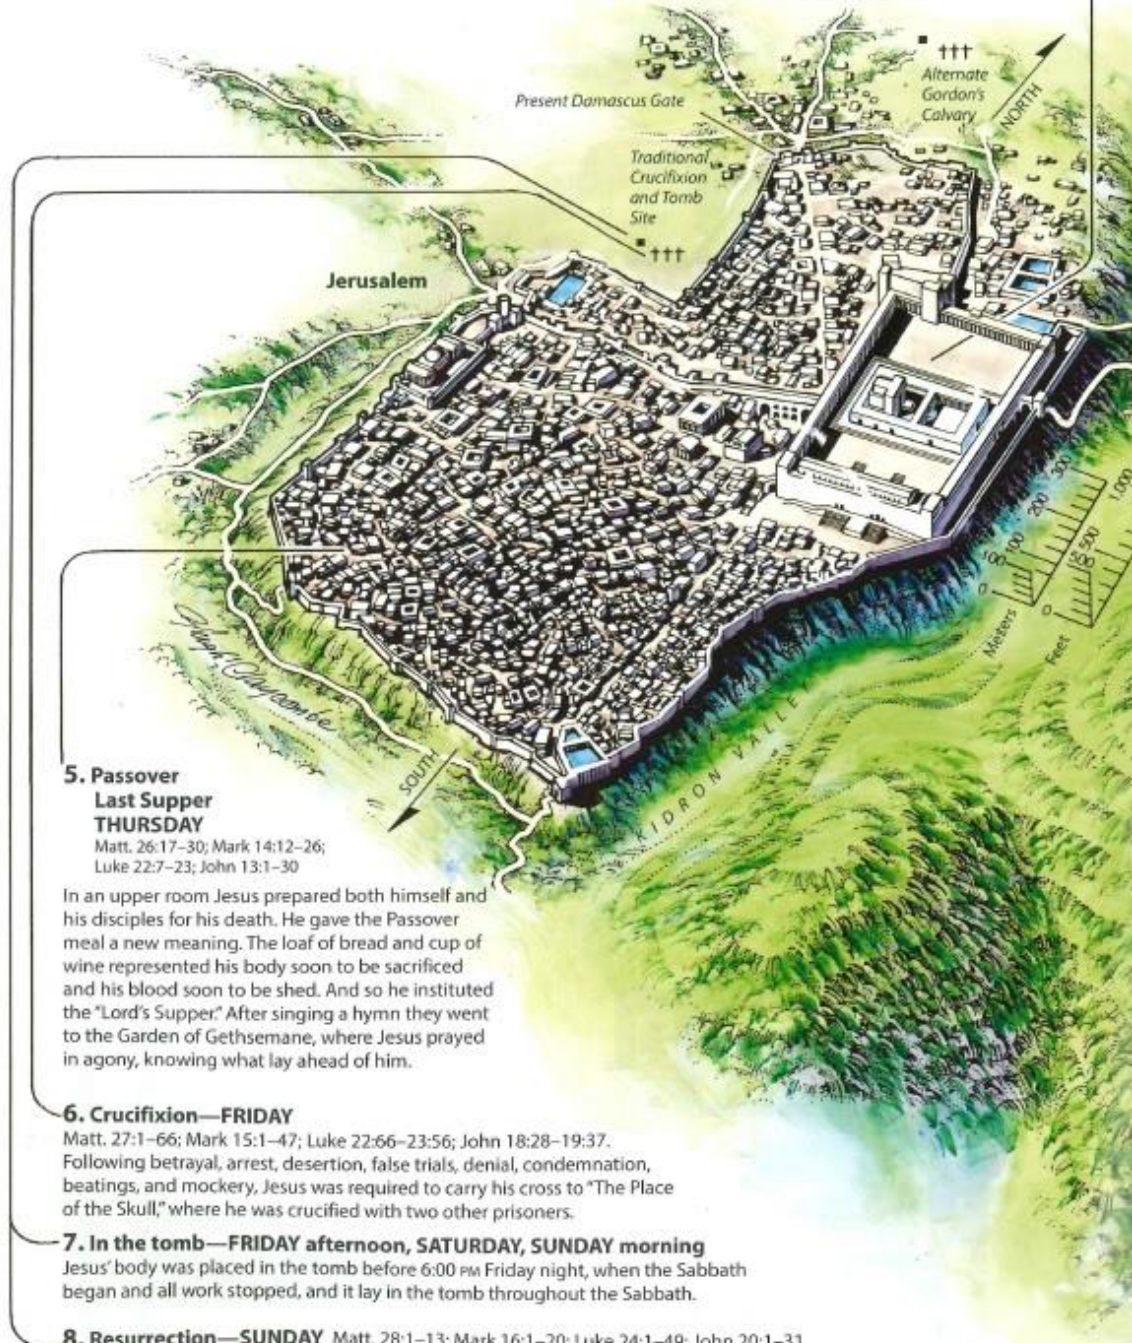 †††
Alternate
Gordon's
Calvary
NORTH
Present Damascus Gate
Traditional
Crucifixion
and Tomb
Site
†††
Jerusalem
300
200
100
100
0
Meters
1,000
500
0
Feet
KIDRON VALLEY
SOUTH
5. Passover
Last Supper
THURSDAY
Matt. 26:17–30; Mark 14:12–26;
Luke 22:7–23; John 13:1–30
In an upper room Jesus prepared both himself and
his disciples for his death. He gave the Passover
meal a new meaning. The loaf of bread and cup of
wine represented his body soon to be sacrificed
and his blood soon to be shed. And so he instituted
the "Lord's Supper." After singing a hymn they went
to the Garden of Gethsemane, where Jesus prayed
in agony, knowing what lay ahead of him.
6. Crucifixion—FRIDAY
Matt. 27:1–66; Mark 15:1–47; Luke 22:66–23:56; John 18:28–19:37.
Following betrayal, arrest, desertion, false trials, denial, condemnation,
beatings, and mockery, Jesus was required to carry his cross to "The Place
of the Skull," where he was crucified with two other prisoners.
7. In the tomb—FRIDAY afternoon, SATURDAY, SUNDAY morning
Jesus' body was placed in the tomb before 6:00 PM Friday night, when the Sabbath
began and all work stopped, and it lay in the tomb throughout the Sabbath.
8. Resurrection—SUNDAY Matt. 28:1–13; Mark 16:1–20; Luke 24:1–49; John 20:1–31